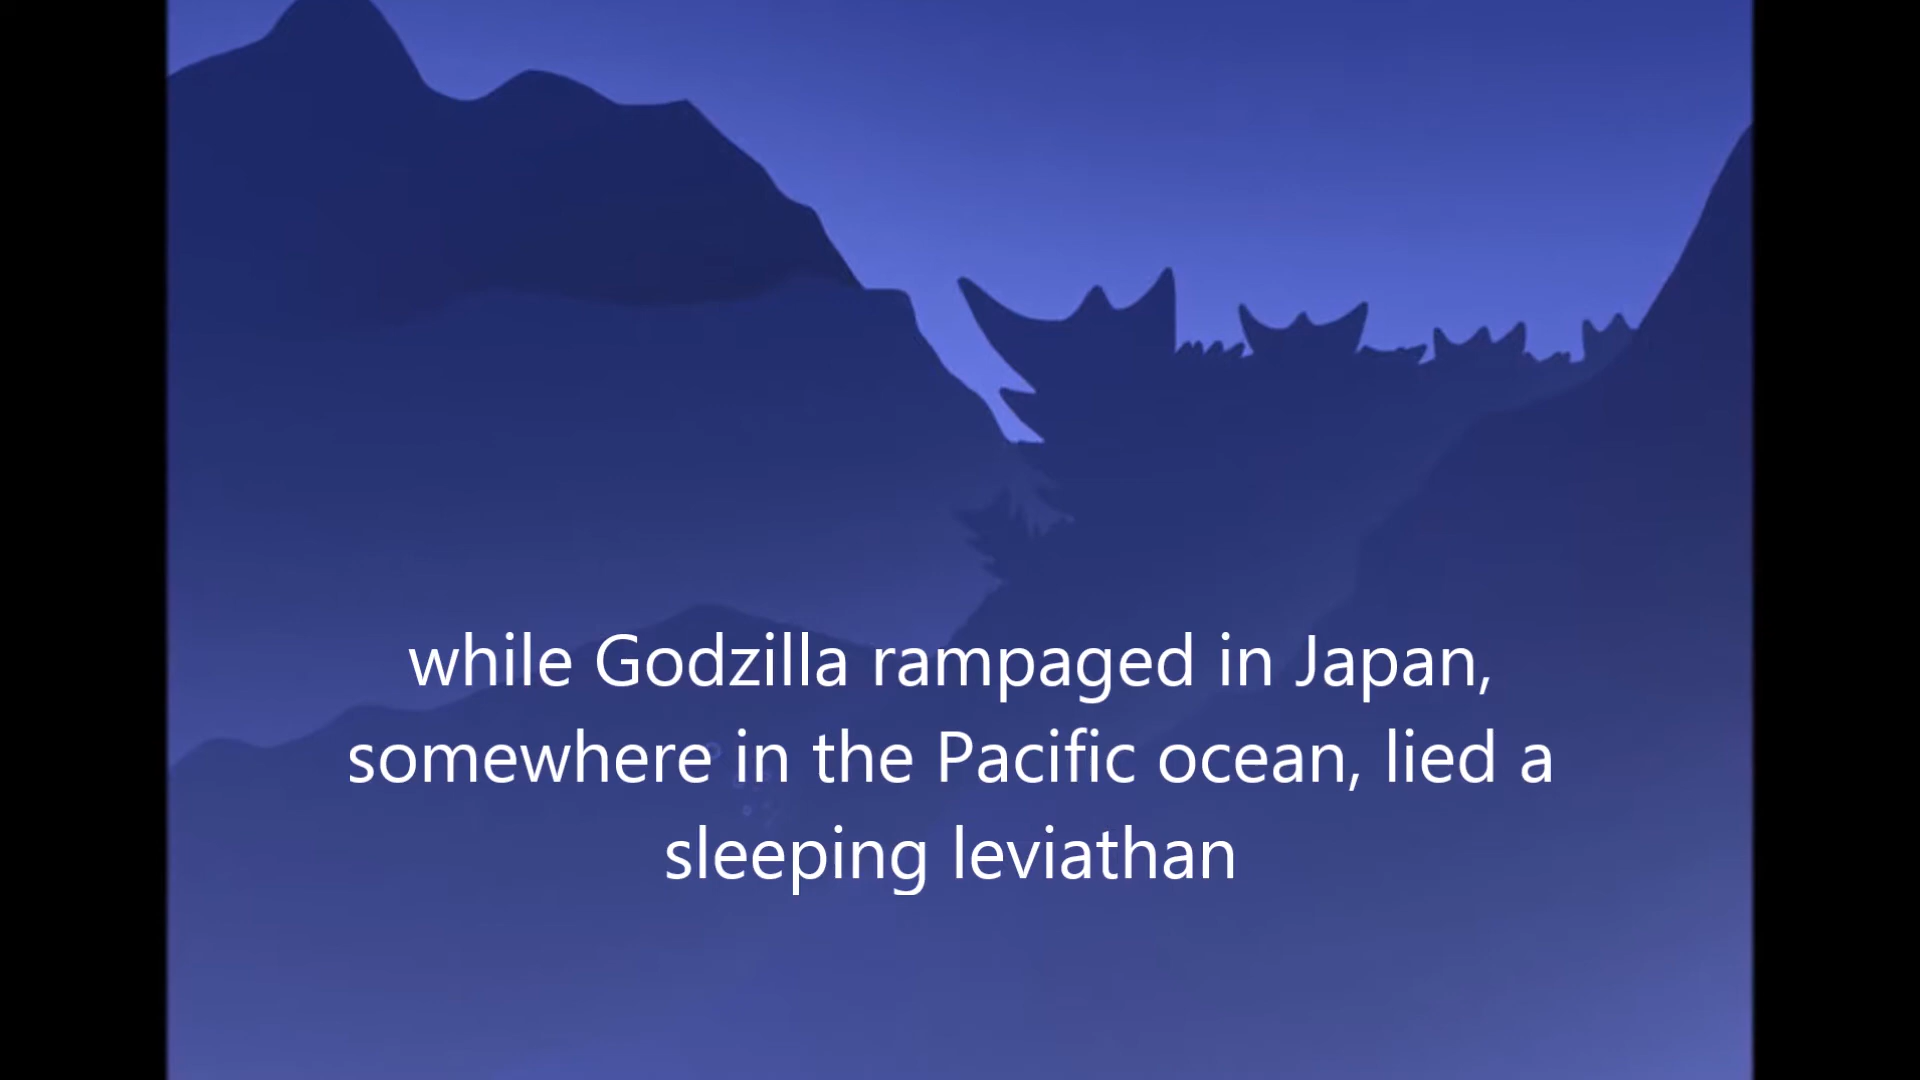 while Godzilla rampaged in Japan,
somewhere in the Pacific ocean, lied a
sleeping leviathan